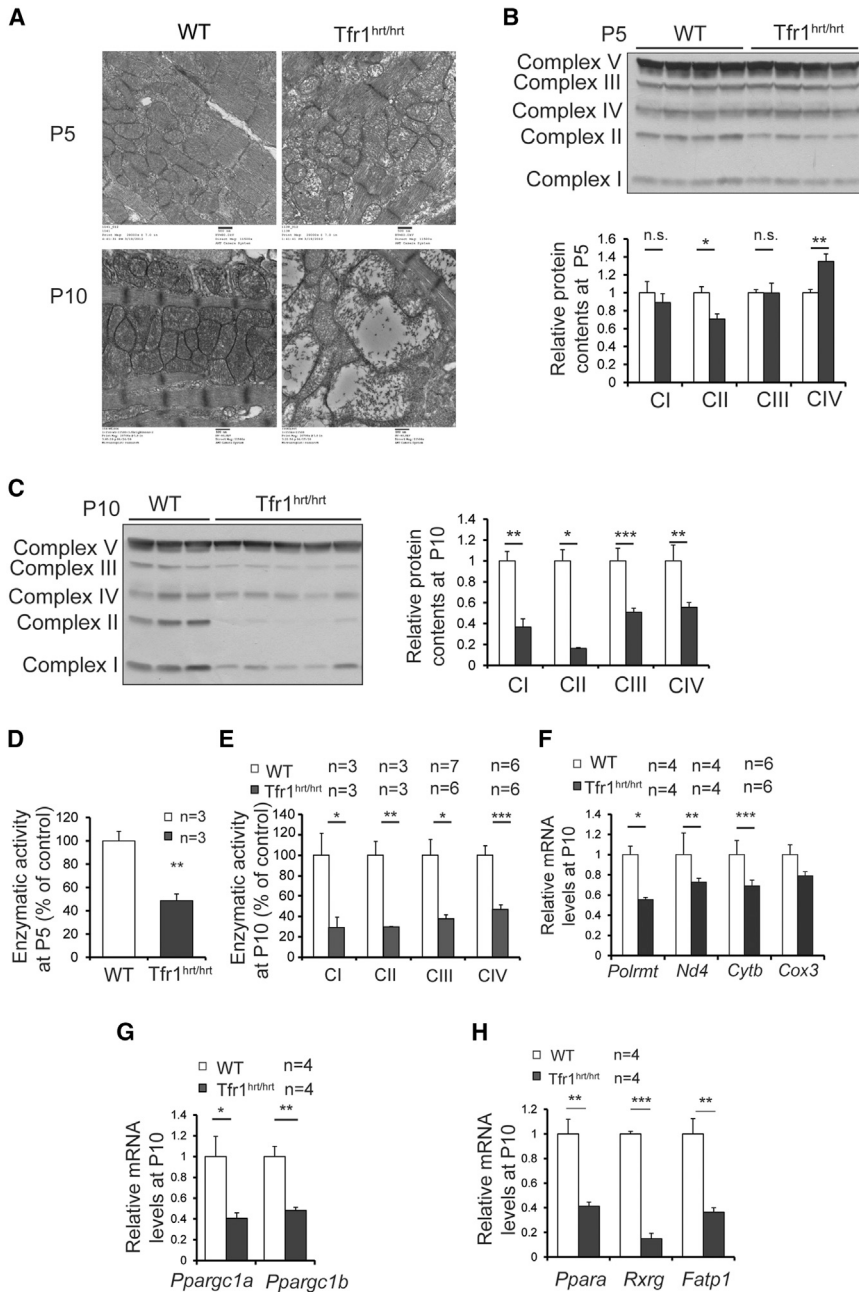 A
WT
Tfr1hrt/hrt
P5
P10
B
P5
WT
Tfr1hrt/hrt
Complex V
Complex III
Complex IV
Complex II
Complex I
Relative protein
contents at P5
n.s.
*
n.s.
**
1.6
1.4
1.2
1
0.8
0.6
0.4
0.2
0
CI
CII
CIII
CIV
C
P10
WT
Tfr1hrt/hrt
Complex V
Complex III
Complex IV
Complex II
Complex I
Relative protein
contents at P10
1.4
1.2
1
0.8
0.6
0.4
0.2
0
**
*
***
**
CI
CII
CIII
CIV
D
Enzymatic activity
at P5 (% of control)
120
100
80
60
40
20
0
n=3
n=3
**
WT
Tfr1hrt/hrt
E
WT n=3 n=3 n=7 n=6
Tfr1hrt/hrt n=3 n=3 n=6 n=6
Enzymatic activity
at P10 (% of control)
140
120
100
80
60
40
20
0
*
**
*
***
CI
CII
CIII
CIV
F
WT n=4 n=4 n=6
Tfr1hrt/hrt n=4 n=4 n=6
Relative mRNA
levels at P10
1.4
1.2
1
0.8
0.6
0.4
0.2
0
*
**
***
Polrmt
Nd4
Cytb
Cox3
G
WT n=4
Tfr1hrt/hrt n=4
Relative mRNA
levels at P10
1.4
1.2
1
0.8
0.6
0.4
0.2
0
*
**
Ppargc1a
Ppargc1b
H
WT n=4
Tfr1hrt/hrt n=4
Relative mRNA
levels at P10
1.2
1
0.8
0.6
0.4
0.2
0
**
***
**
Ppara
Rxrg
Fatp1